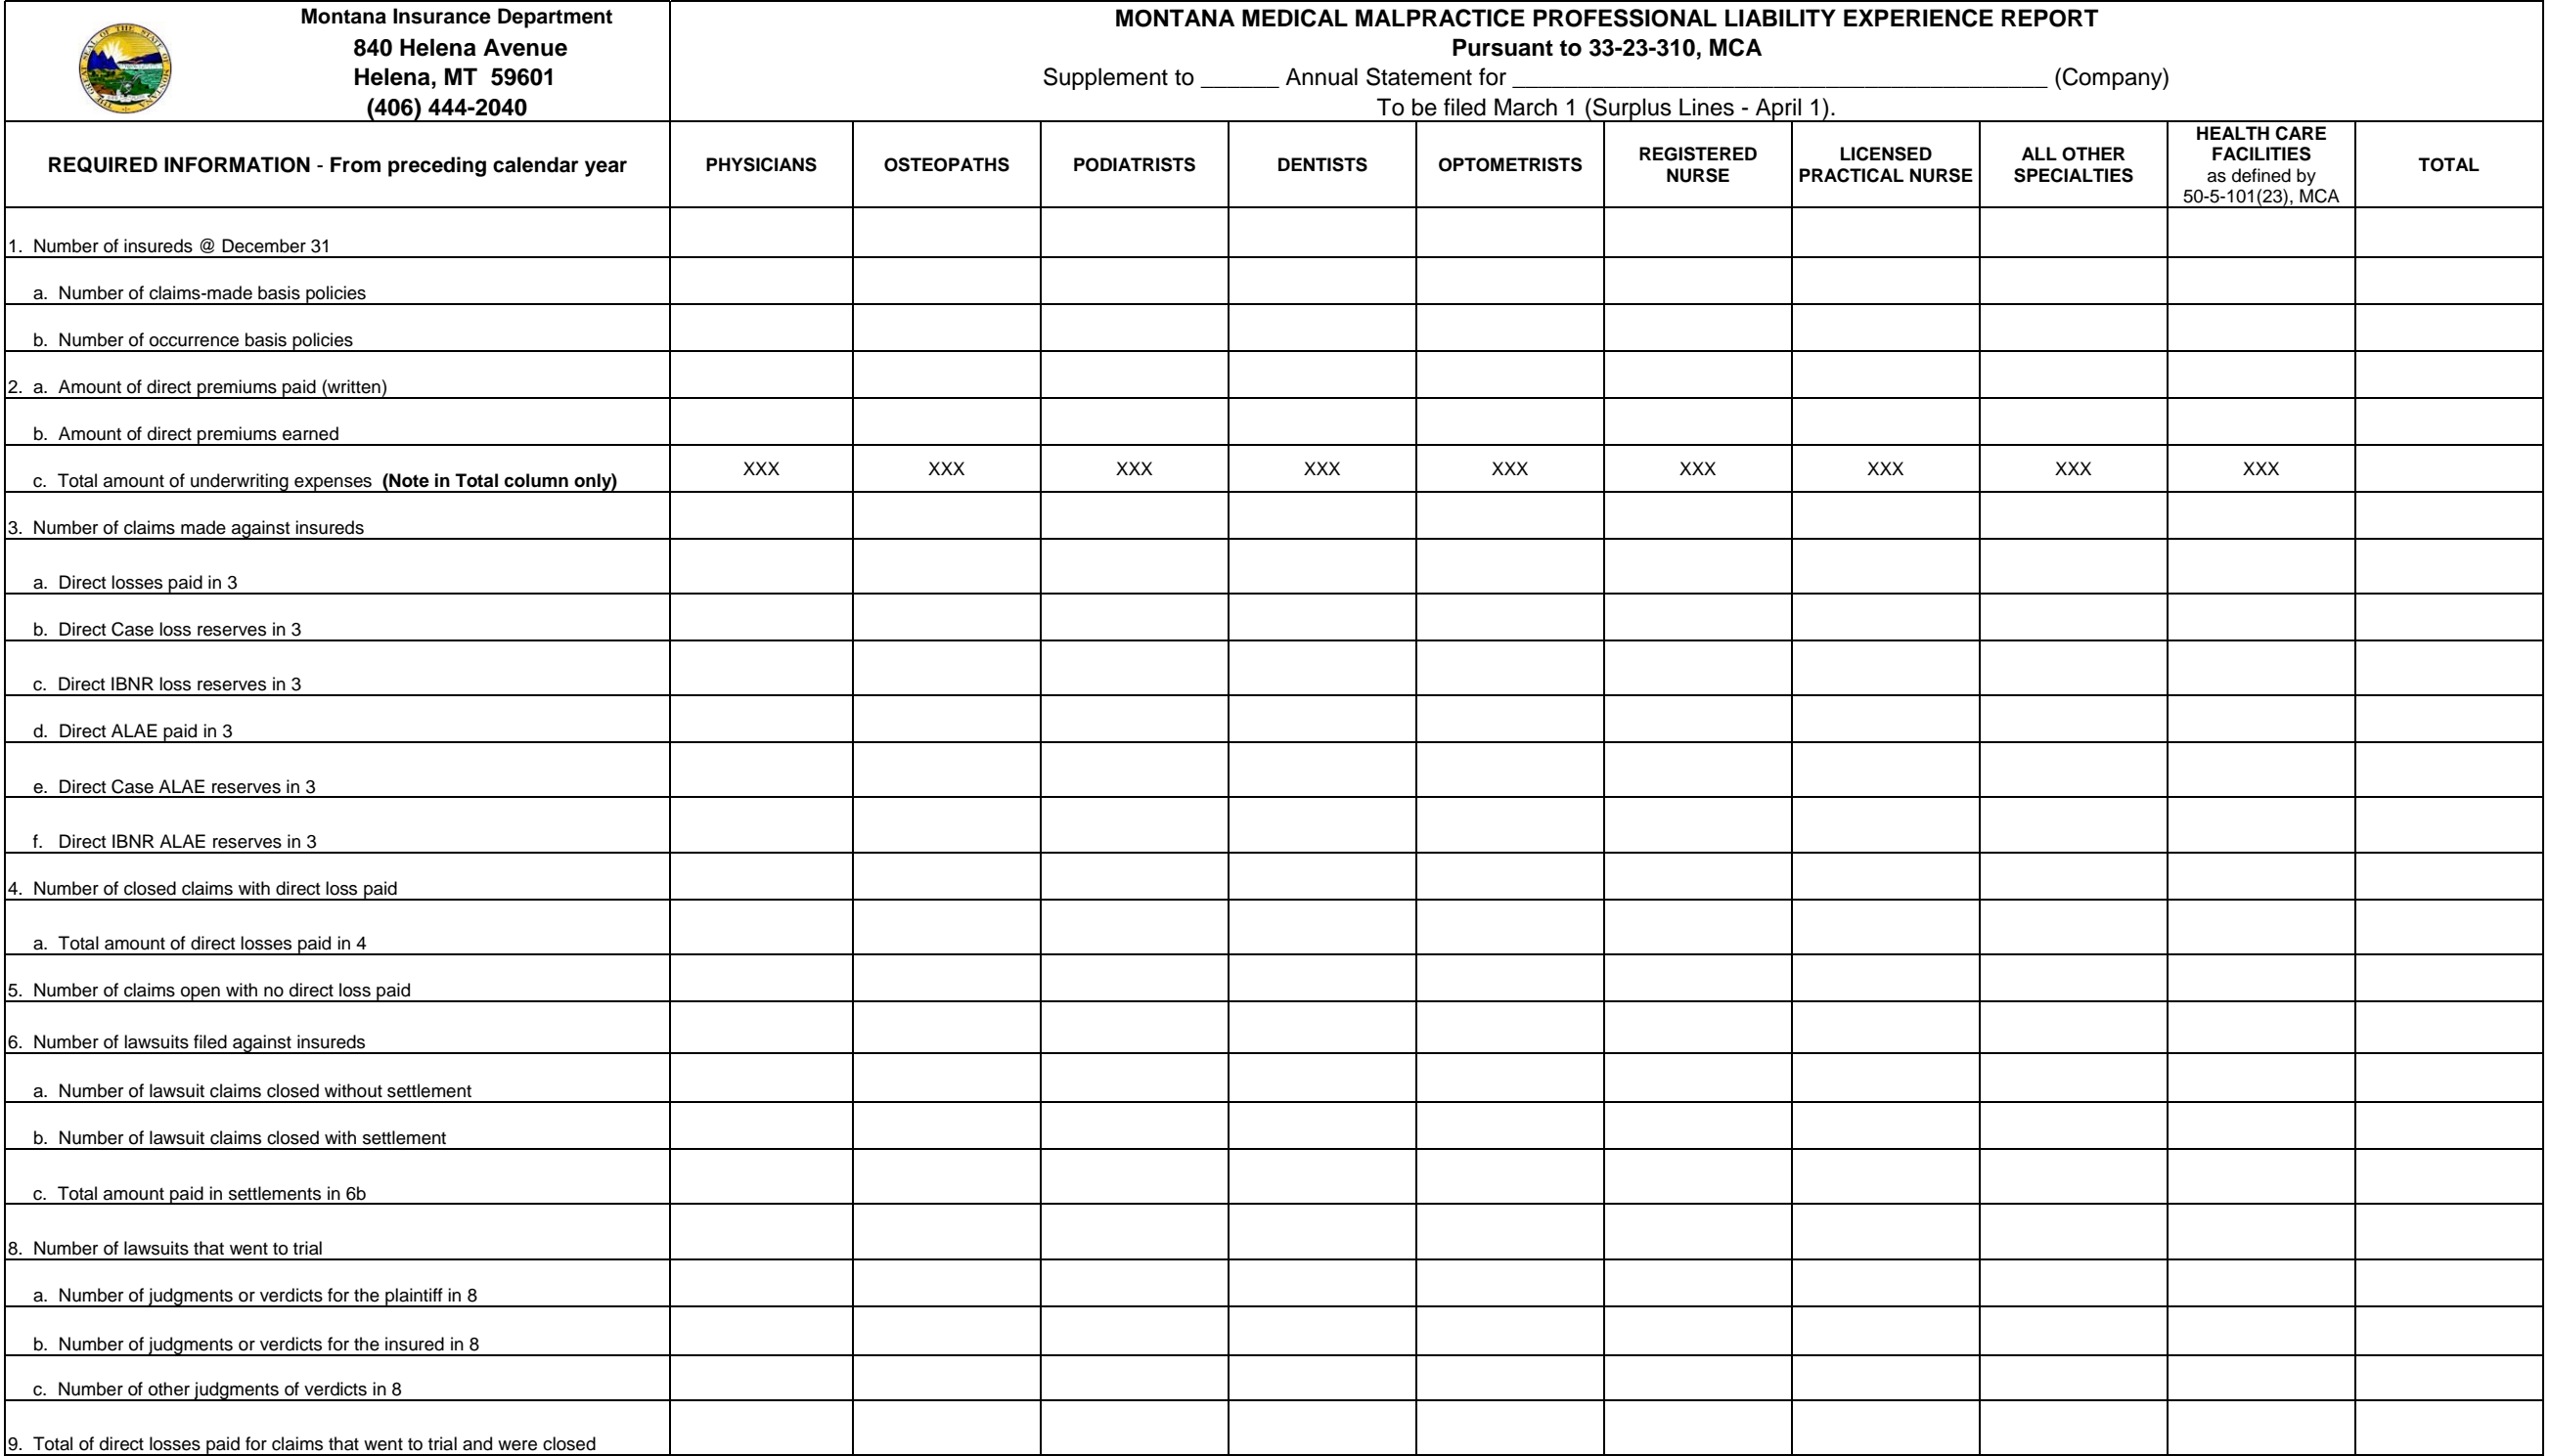 Montana Insurance Department
840 Helena Avenue
Helena, MT  59601
(406) 444-2040
MONTANA MEDICAL MALPRACTICE PROFESSIONAL LIABILITY EXPERIENCE REPORT
Pursuant to 33-23-310, MCA
Supplement to ______ Annual Statement for _________________________________________ (Company)
To be filed March 1 (Surplus Lines - April 1).
REQUIRED INFORMATION - From preceding calendar year
PHYSICIANS
OSTEOPATHS
PODIATRISTS
DENTISTS
OPTOMETRISTS
REGISTERED
NURSE
LICENSED
PRACTICAL NURSE
ALL OTHER
SPECIALTIES
HEALTH CARE
FACILITIES
as defined by
50-5-101(23), MCA
TOTAL
1.  Number of insureds @ December 31
a.  Number of claims-made basis policies
b.  Number of occurrence basis policies
2.  a.  Amount of direct premiums paid (written)
b.  Amount of direct premiums earned
c.  Total amount of underwriting expenses  (Note in Total column only) XXX XXX XXX XXX XXX XXX XXX XXX XXX
3.  Number of claims made against insureds
a.  Direct losses paid in 3
b.  Direct Case loss reserves in 3
c.  Direct IBNR loss reserves in 3
d.  Direct ALAE paid in 3
e.  Direct Case ALAE reserves in 3
f.  Direct IBNR ALAE reserves in 3
4.  Number of closed claims with direct loss paid
a.  Total amount of direct losses paid in 4
5.  Number of claims open with no direct loss paid
6.  Number of lawsuits filed against insureds
a.  Number of lawsuit claims closed without settlement
b.  Number of lawsuit claims closed with settlement
c.  Total amount paid in settlements in 6b
8.  Number of lawsuits that went to trial
a.  Number of judgments or verdicts for the plaintiff in 8
b.  Number of judgments or verdicts for the insured in 8
c.  Number of other judgments of verdicts in 8
9.  Total of direct losses paid for claims that went to trial and were closed